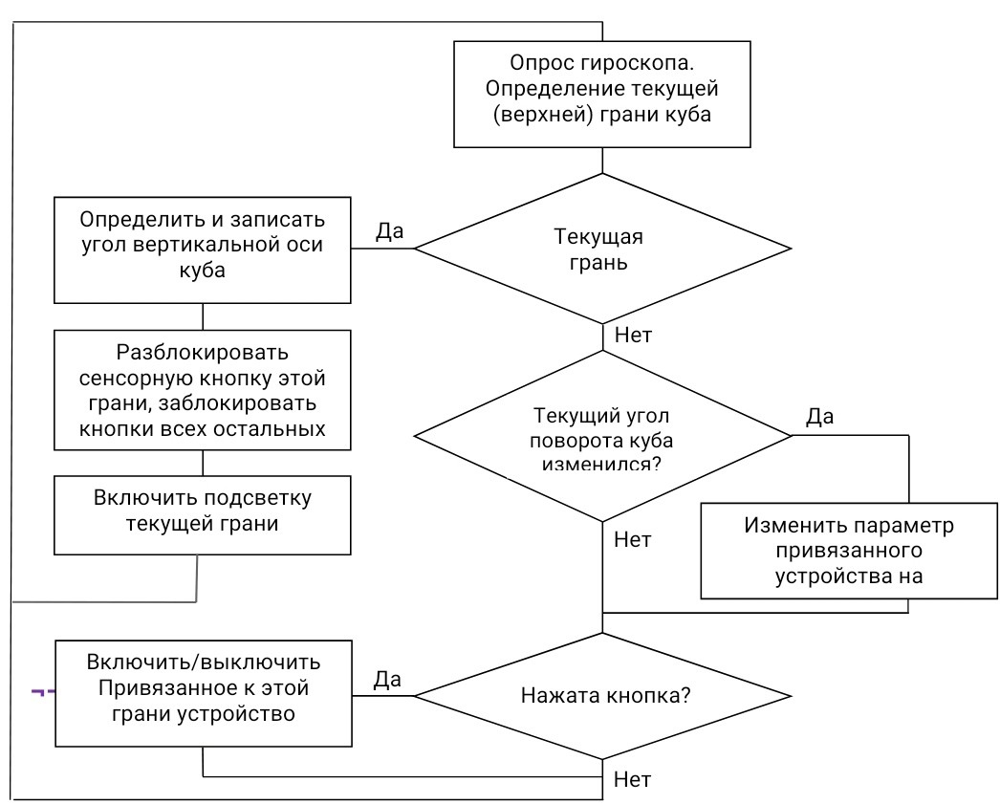 Опрос гироскопа.
Определение текущей
(верхней) грани куба
Текущая
грань
Да
Определить и записать
угол вертикальной оси
куба
Разблокировать
сенсорную кнопку этой
грани, заблокировать
кнопки всех остальных
Включить подсветку
текущей грани
Нет
Текущий угол
поворота куба
изменился?
Да
Изменить параметр
привязанного
устройства на
Нет
Нажата кнопка?
Да
Включить/выключить
Привязанное к этой
грани устройство
Нет